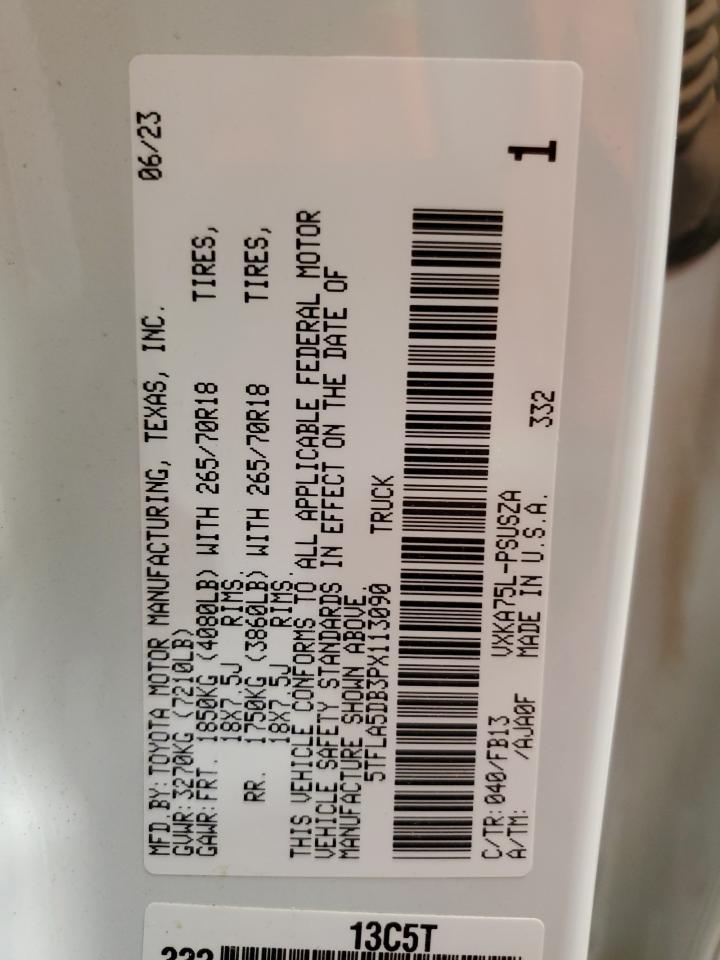 MFD.BY:TOYOTA MOTOR MANUFACTURING, TEXAS, INC. 06/23
GVWR:3270KG (7210LB)
GAWR:FRT. 1850KG (4080LB) WITH 265/70R18 TIRES,
18X7.5J RIMS.
RR. 1750KG (3860LB) WITH 265/70R18 TIRES,
18X7.5J RIMS.
THIS VEHICLE CONFORMS TO ALL APPLICABLE FEDERAL MOTOR
VEHICLE SAFETY STANDARDS IN EFFECT ON THE DATE OF
MANUFACTURE SHOWN ABOVE.
5TFLA5DB3PX113090 TRUCK
C/TR:040/FB13 VXKA75L-PSUSZA 332 1
A/TM: /AJA0F MADE IN U.S.A.
13C5T